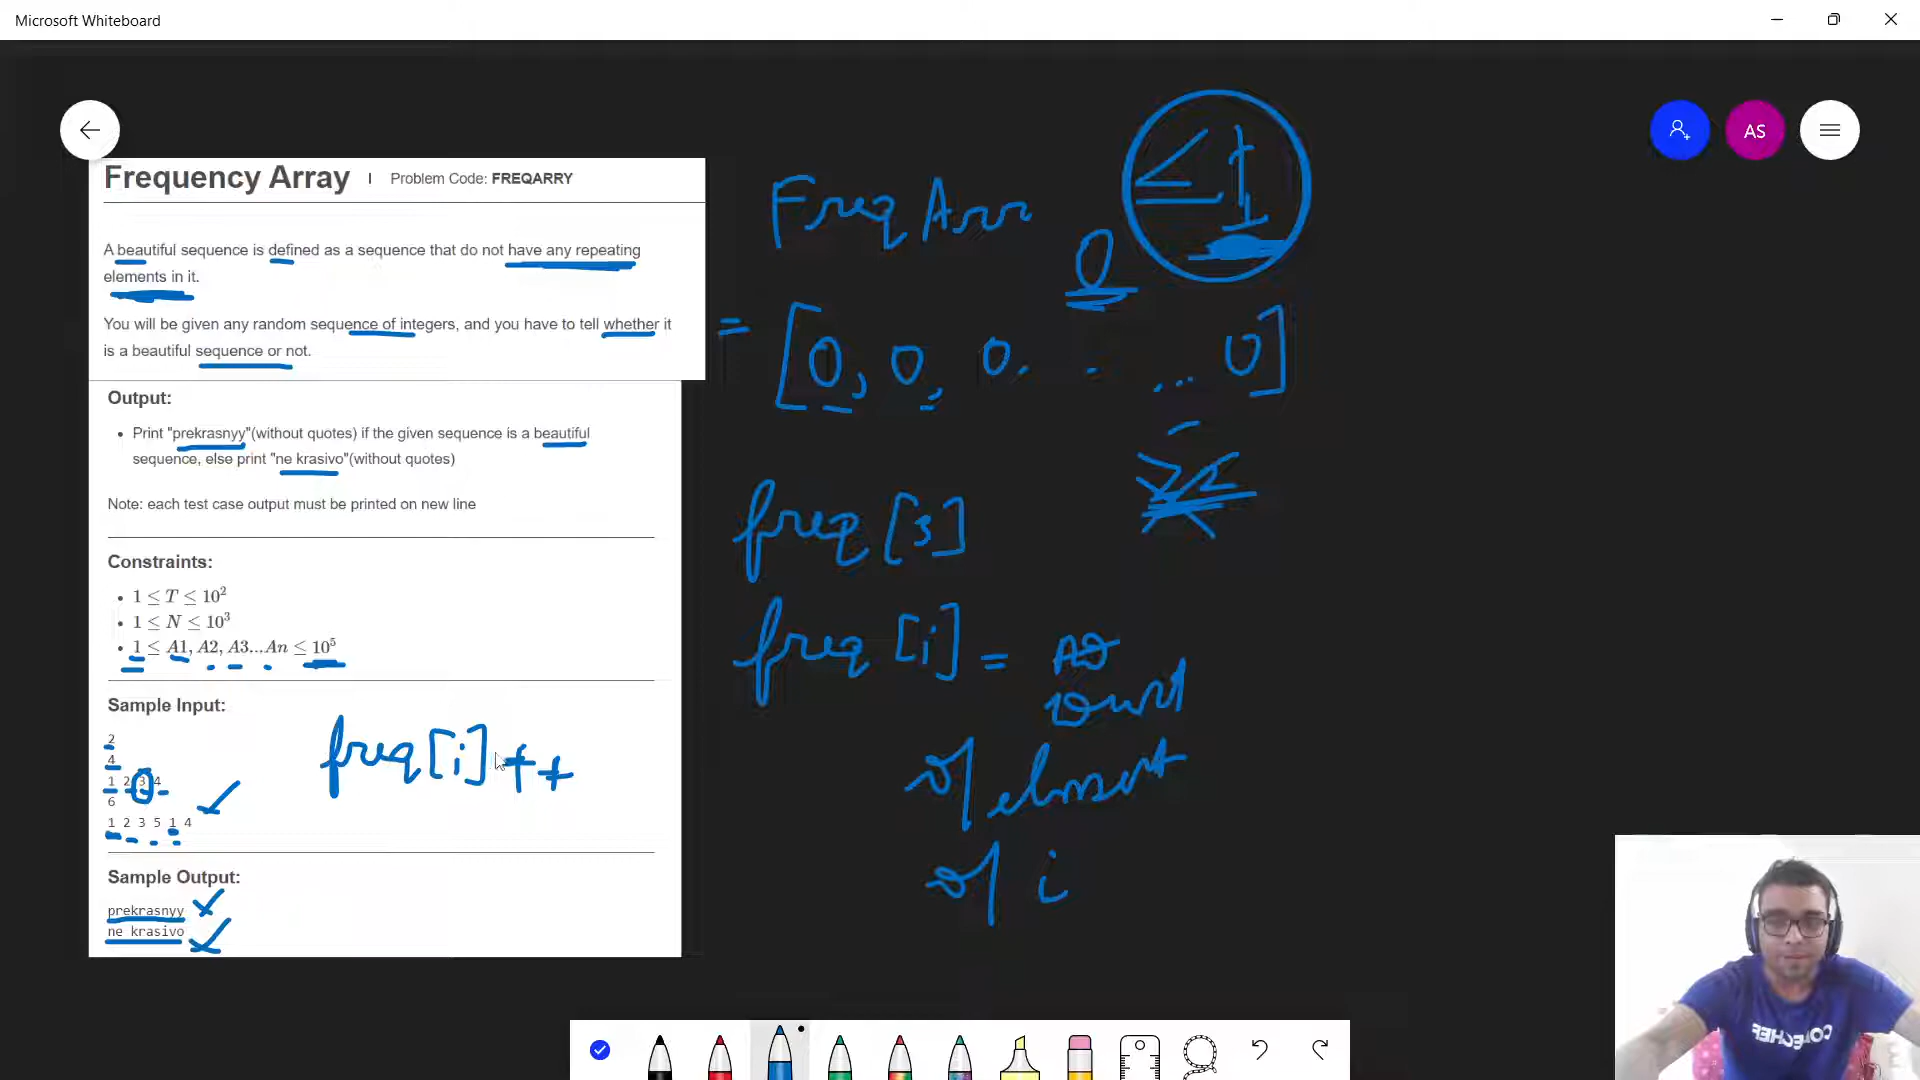 Microsoft Whiteboard
AS
Frequency Array | Problem Code: FREQARRY
A beautiful sequence is defined as a sequence that do not have any repeating
elements in it.
You will be given any random sequence of integers, and you have to tell whether it
is a beautiful sequence or not.
Output:
• Print "prekrasnyy"(without quotes) if the given sequence is a beautiful
sequence, else print "ne krasivo"(without quotes)
Note: each test case output must be printed on new line
Constraints:
• 1 ≤ T ≤ 10²
• 1 ≤ N ≤ 10³
• 1 ≤ A1, A2, A3...An ≤ 10⁵
Sample Input:
2
4
1 2 3 4
6
1 2 3 5 1 4
freq[i]++
Sample Output:
prekrasnyy
ne krasivo
Freq Arr
0
≤ 1
= [0, 0, 0. . ... 0]
freq [3]
freq [i] =
of element
of i
CODECHEF